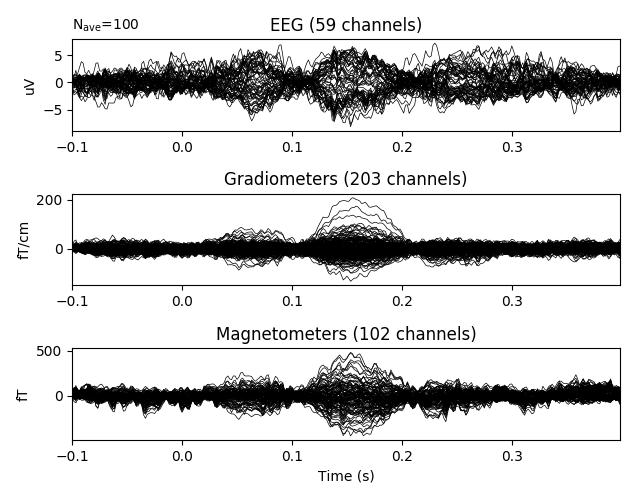 Nave=100
EEG (59 channels)
uV
5
0
−5
−0.1 0.0 0.1 0.2 0.3
Gradiometers (203 channels)
fT/cm
200
0
−0.1 0.0 0.1 0.2 0.3
Magnetometers (102 channels)
fT
500
0
−0.1 0.0 0.1 0.2 0.3
Time (s)